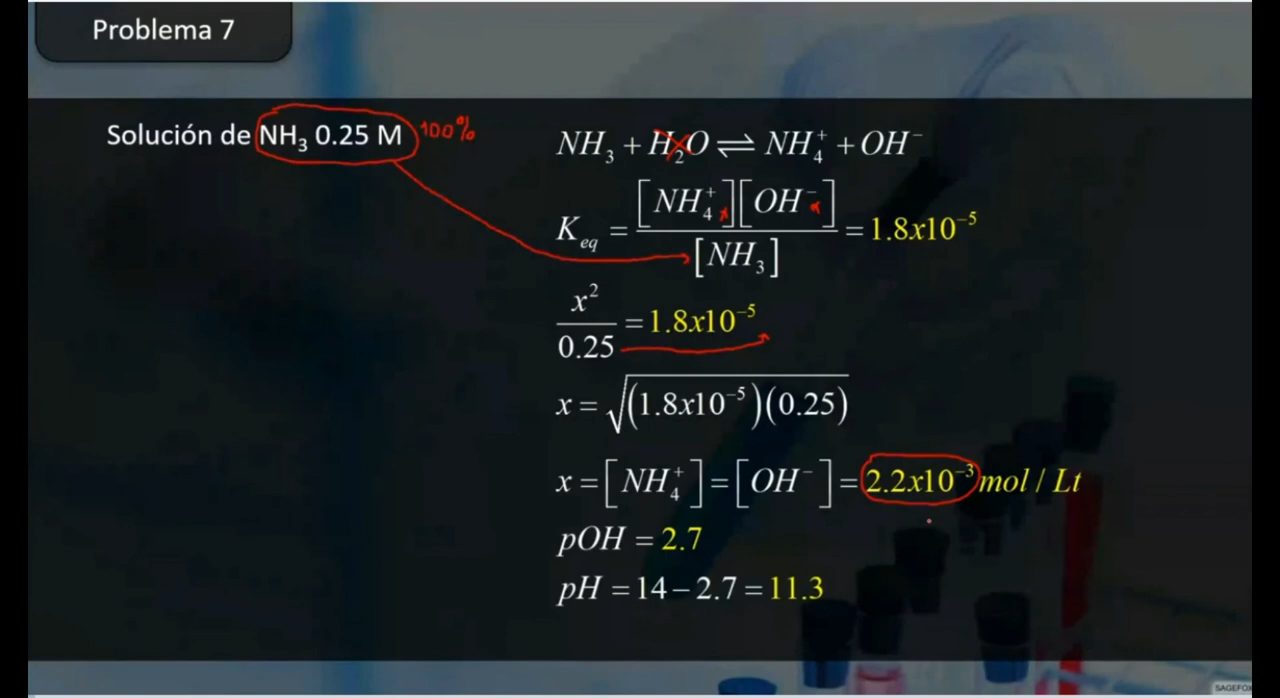 Problema 7
Solución de NH₃ 0.25 M 100%
NH₃ + H₂O ⇌ NH₄⁺ + OH⁻
K_eq = [NH₄⁺][OH⁻] / [NH₃] = 1.8x10⁻⁵
x² / 0.25 = 1.8x10⁻⁵
x = √(1.8x10⁻⁵)(0.25)
x = [NH₄⁺] = [OH⁻] = 2.2x10⁻³ mol / Lt
pOH = 2.7
pH = 14 – 2.7 = 11.3